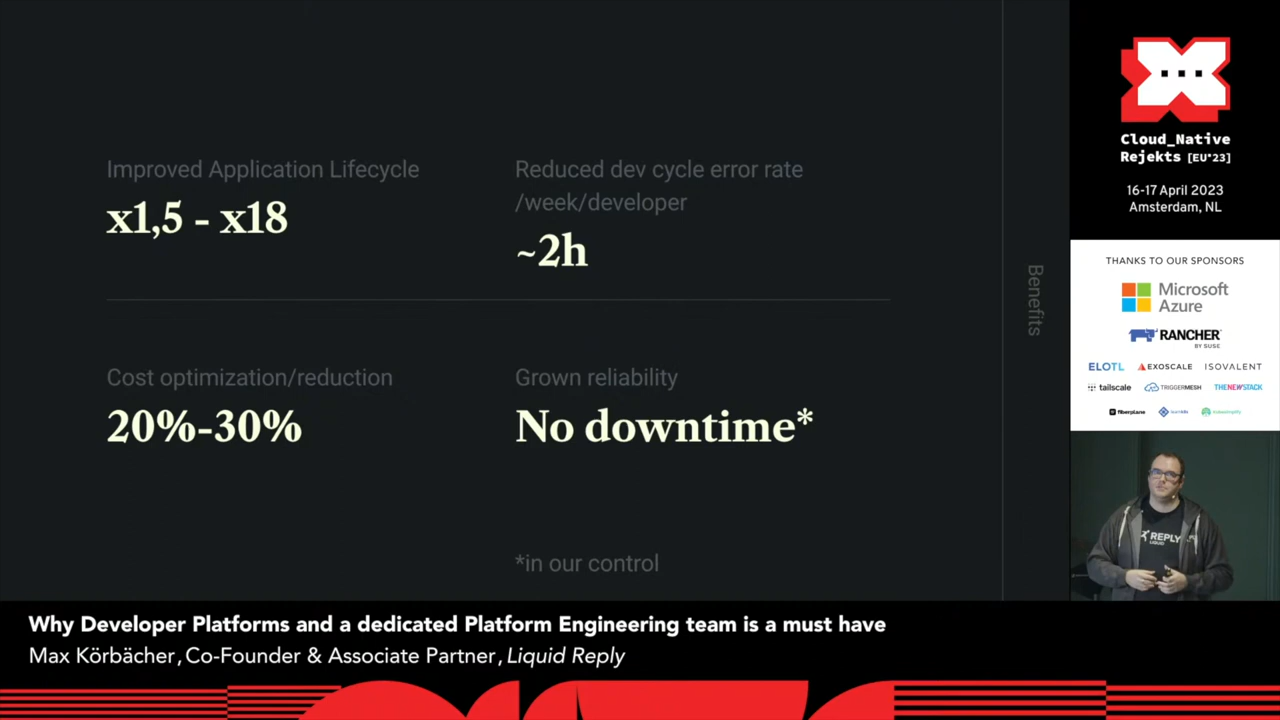 Improved Application Lifecycle
x1,5 - x18
Reduced dev cycle error rate
/week/developer
~2h
Cost optimization/reduction
20%-30%
Grown reliability
No downtime*
*in our control
Benefits
Cloud_Native
Rejekts [EU*23]
16-17 April 2023
Amsterdam, NL
THANKS TO OUR SPONSORS
Microsoft
Azure
RANCHER
BY SUSE
ELOTL EXOSCALE ISOVALENT
tailscale TRIGGERMESH THENEWSTACK
fiberplane
REPLY
LIQUID
Why Developer Platforms and a dedicated Platform Engineering team is a must have
Max Körbächer, Co-Founder & Associate Partner, Liquid Reply